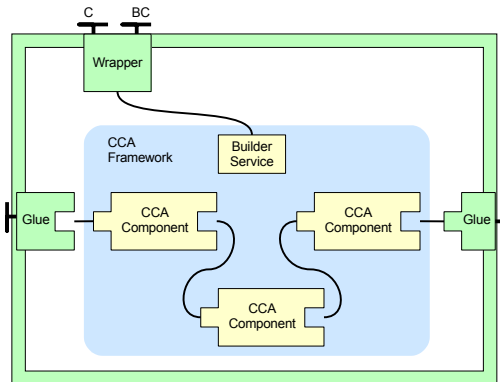 C
BC
Wrapper
CCA
Framework
Builder
Service
Glue
CCA
Component
CCA
Component
Glue
CCA
Component